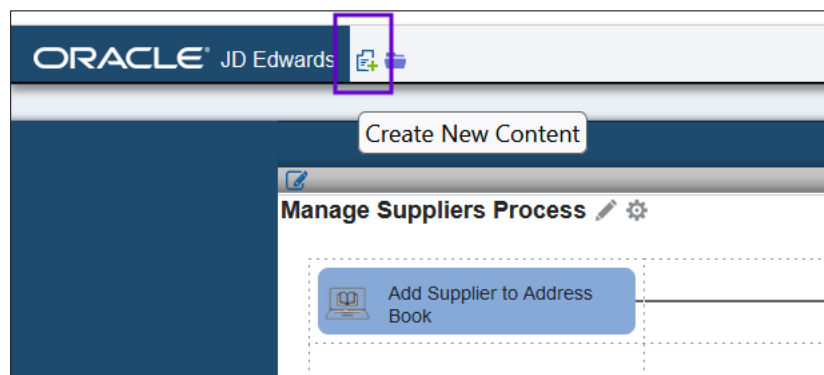 ORACLE® JD Edwards
Create New Content
Manage Suppliers Process
Add Supplier to Address
Book